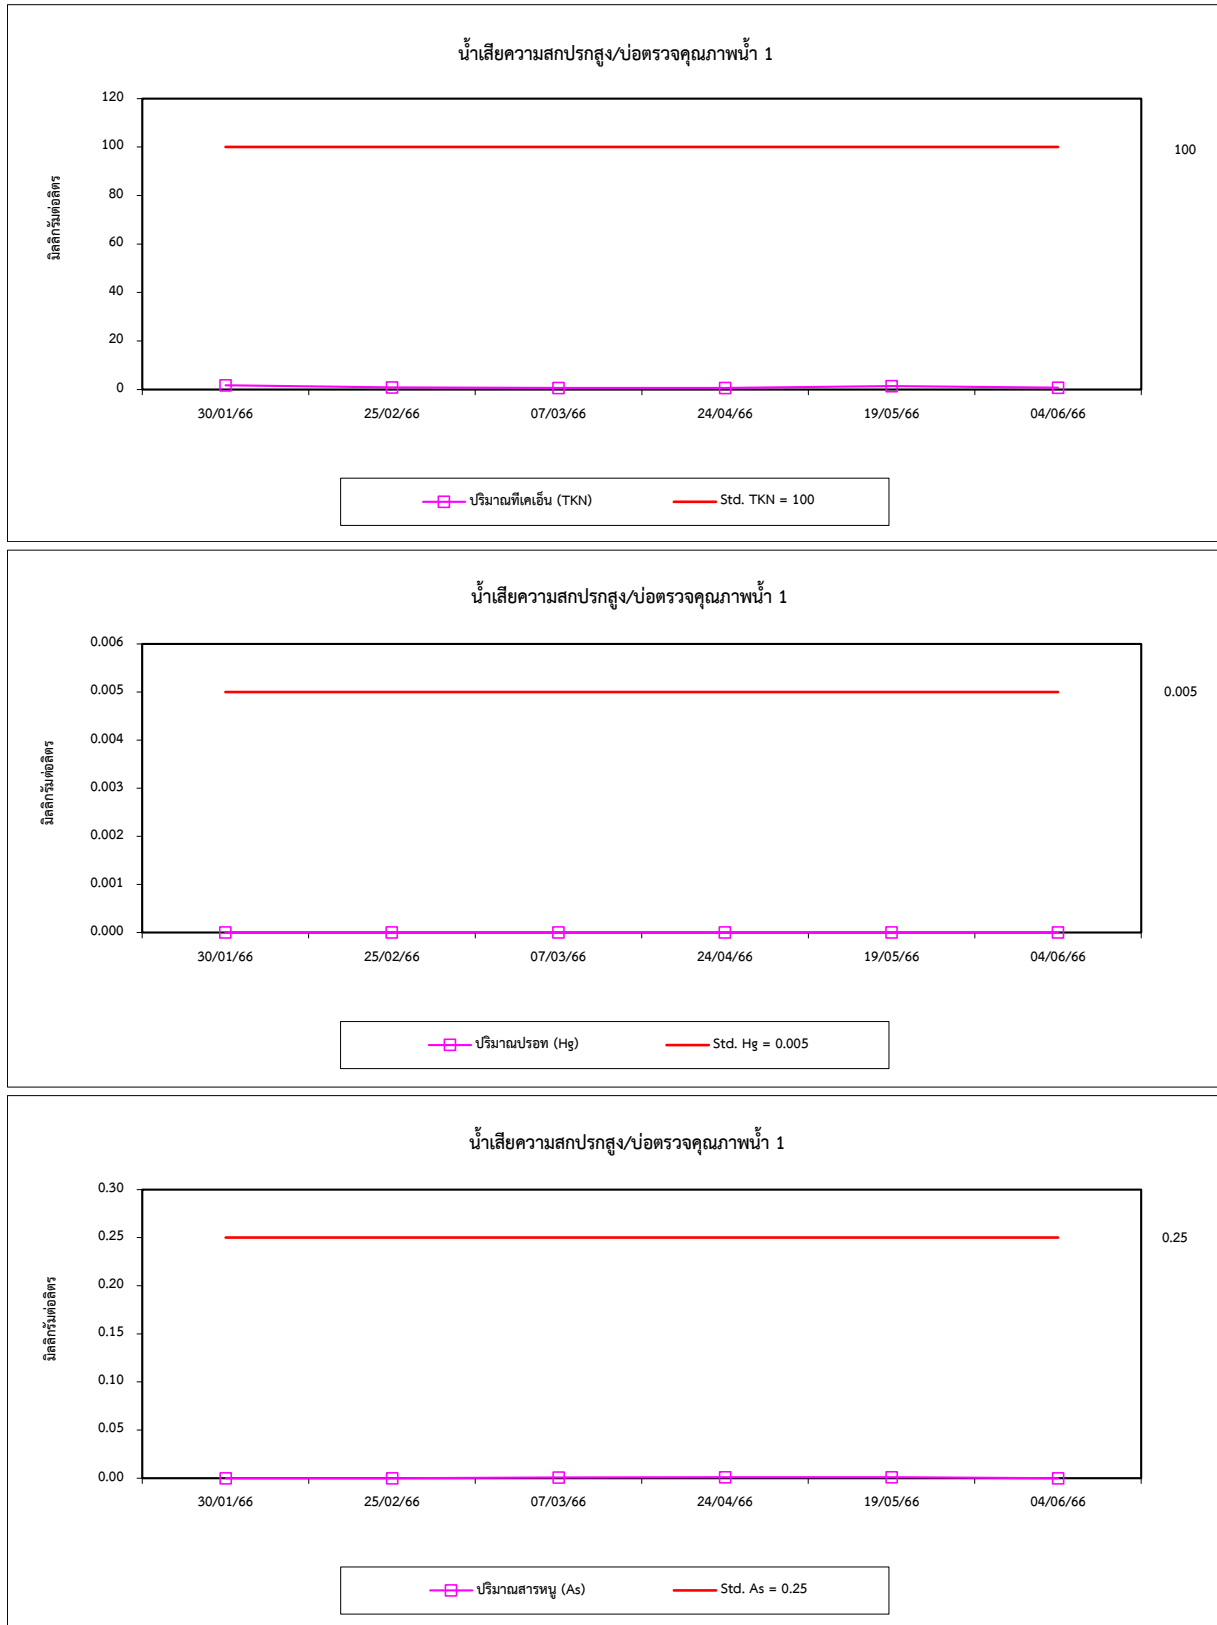 น้ำเสียความสกปรกสูง/บ่อตรวจคุณภาพน้ำ 1
120
100
100
80
60
40
20
0
มิลลิกรัมต่อลิตร
30/01/66 25/02/66 07/03/66 24/04/66 19/05/66 04/06/66
ปริมาณทีเคเอ็น (TKN) Std. TKN = 100
น้ำเสียความสกปรกสูง/บ่อตรวจคุณภาพน้ำ 1
0.006
0.005
0.005
0.004
0.003
0.002
0.001
0.000
มิลลิกรัมต่อลิตร
30/01/66 25/02/66 07/03/66 24/04/66 19/05/66 04/06/66
ปริมาณปรอท (Hg) Std. Hg = 0.005
น้ำเสียความสกปรกสูง/บ่อตรวจคุณภาพน้ำ 1
0.30
0.25
0.25
0.20
0.15
0.10
0.05
0.00
มิลลิกรัมต่อลิตร
30/01/66 25/02/66 07/03/66 24/04/66 19/05/66 04/06/66
ปริมาณสารหนู (As) Std. As = 0.25